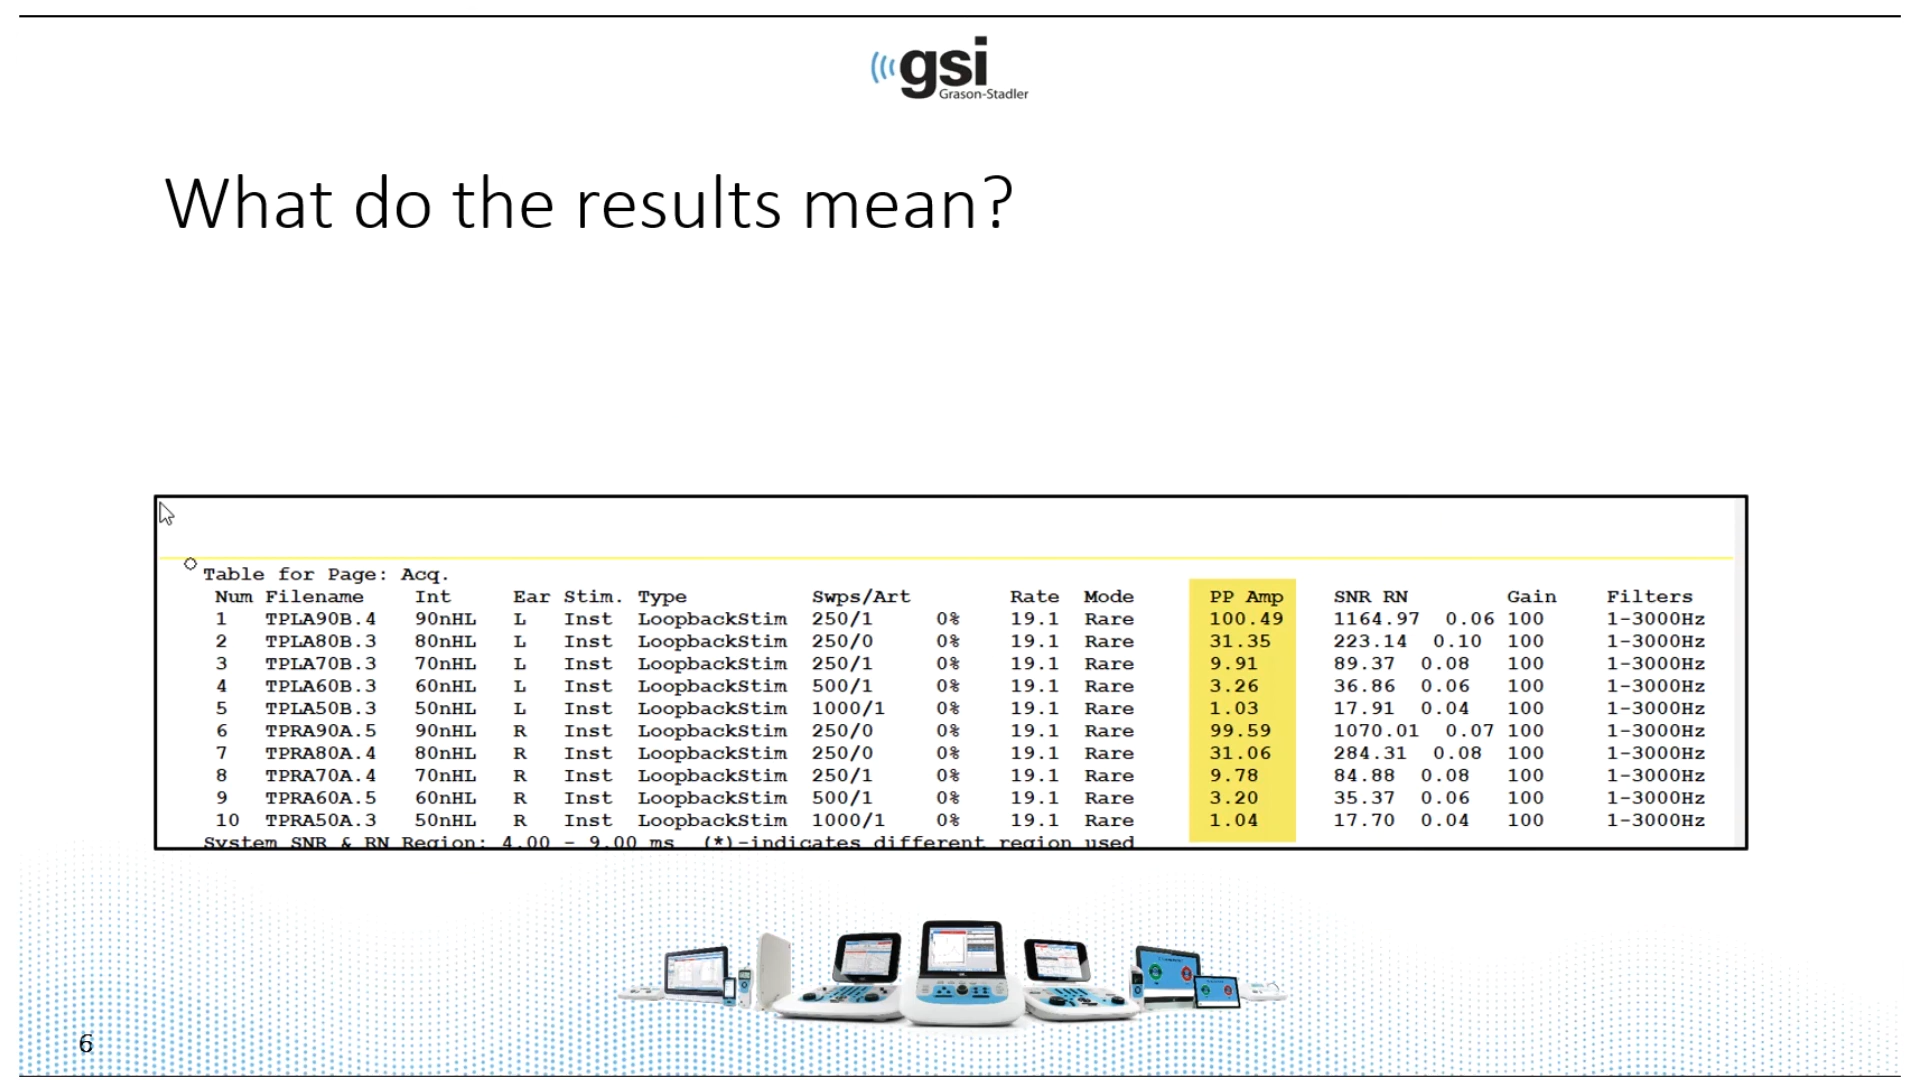 gsi
Grason-Stadler
What do the results mean?
Table for Page: Acq.
Num Filename Int Ear Stim. Type Swps/Art Rate Mode PP Amp SNR RN Gain Filters
1 TPLA90B.4 90nHL L Inst LoopbackStim 250/1 0% 19.1 Rare 100.49 1164.97 0.06 100 1-3000Hz
2 TPLA80B.3 80nHL L Inst LoopbackStim 250/0 0% 19.1 Rare 31.35 223.14 0.10 100 1-3000Hz
3 TPLA70B.3 70nHL L Inst LoopbackStim 250/1 0% 19.1 Rare 9.91 89.37 0.08 100 1-3000Hz
4 TPLA60B.3 60nHL L Inst LoopbackStim 500/1 0% 19.1 Rare 3.26 36.86 0.06 100 1-3000Hz
5 TPLA50B.3 50nHL L Inst LoopbackStim 1000/1 0% 19.1 Rare 1.03 17.91 0.04 100 1-3000Hz
6 TPRA90A.5 90nHL R Inst LoopbackStim 250/0 0% 19.1 Rare 99.59 1070.01 0.07 100 1-3000Hz
7 TPRA80A.4 80nHL R Inst LoopbackStim 250/0 0% 19.1 Rare 31.06 284.31 0.08 100 1-3000Hz
8 TPRA70A.4 70nHL R Inst LoopbackStim 250/1 0% 19.1 Rare 9.78 84.88 0.08 100 1-3000Hz
9 TPRA60A.5 60nHL R Inst LoopbackStim 500/1 0% 19.1 Rare 3.20 35.37 0.06 100 1-3000Hz
10 TPRA50A.3 50nHL R Inst LoopbackStim 1000/1 0% 19.1 Rare 1.04 17.70 0.04 100 1-3000Hz
System SNR & RN Region: 4.00 - 9.00 ms (*)-indicates different region used
6